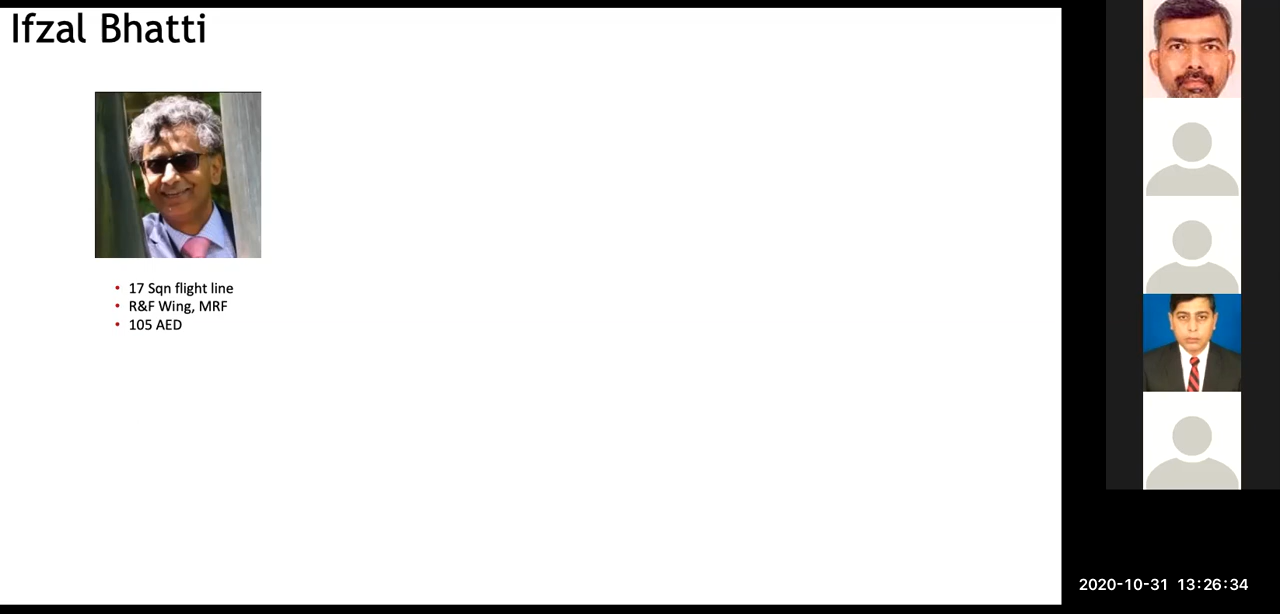 Ifzal Bhatti
• 17 Sqn flight line
• R&F Wing, MRF
• 105 AED
2020-10-31 13:26:34